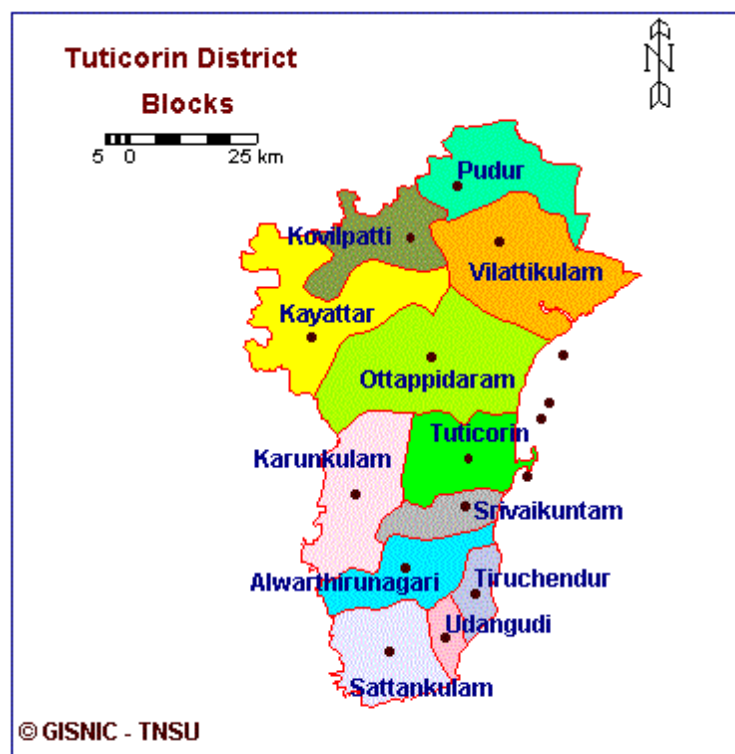 Tuticorin District
Blocks
N
5 0 25 km
Pudur
Kovilpatti
Vilattikulam
Kayattar
Ottappidaram
Tuticorin
Karunkulam
Srivaikuntam
Alwarthirunagari
Tiruchendur
Udangudi
Sattankulam
© GISNIC - TNSU